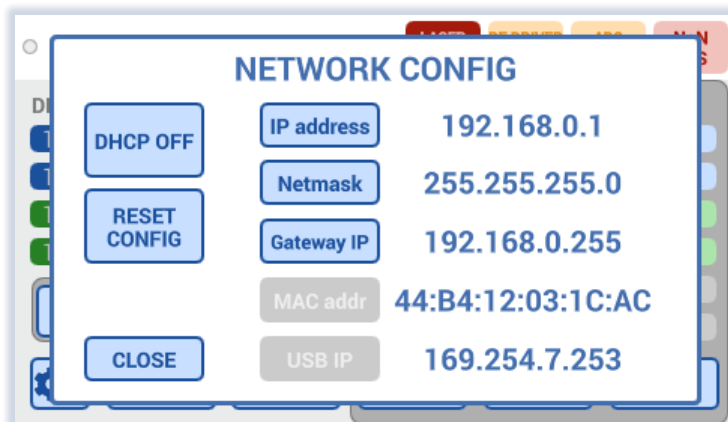 NETWORK CONFIG
DHCP OFF
IP address 192.168.0.1
Netmask 255.255.255.0
RESET
CONFIG
Gateway IP 192.168.0.255
MAC addr 44:B4:12:03:1C:AC
CLOSE
USB IP 169.254.7.253